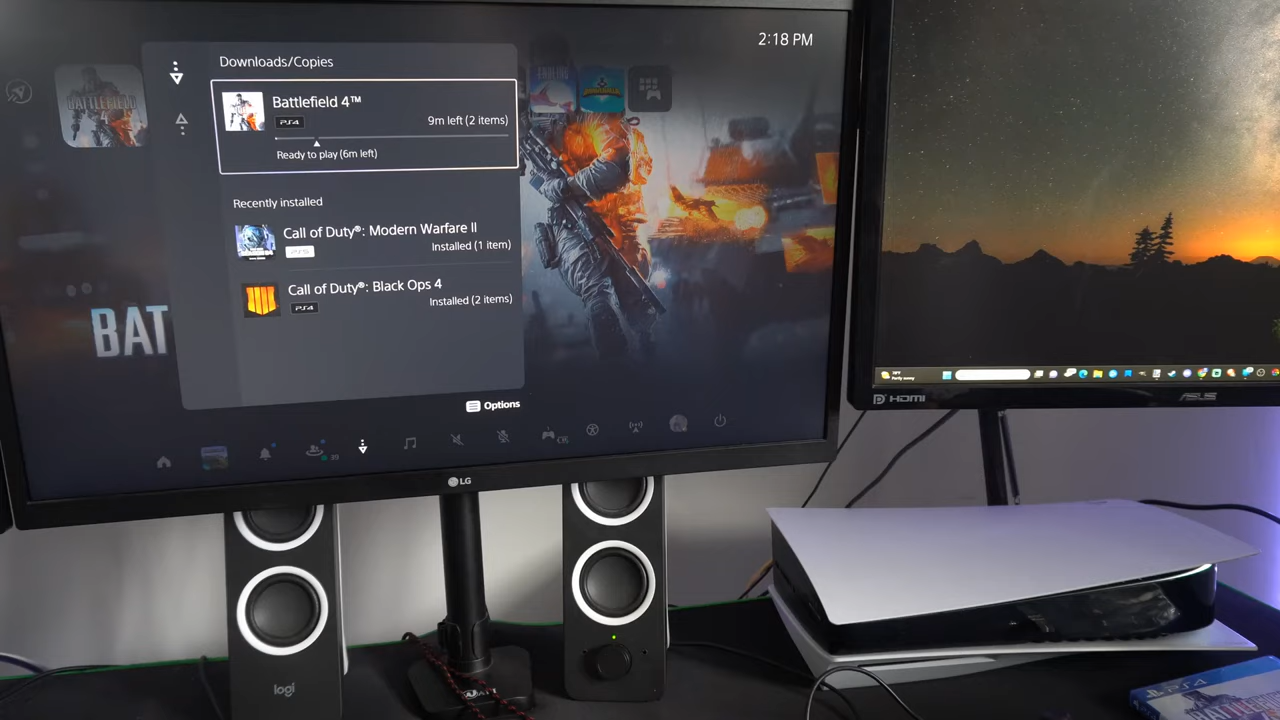 2:18 PM
Downloads/Copies
Battlefield 4™
PS4
9m left (2 items)
Ready to play (6m left)
Recently installed
Call of Duty®: Modern Warfare II
PS5
Installed (1 item)
Call of Duty®: Black Ops 4
PS4
Installed (2 items)
BAT
Options
LG
HDMI
ASUS
logi
PS4